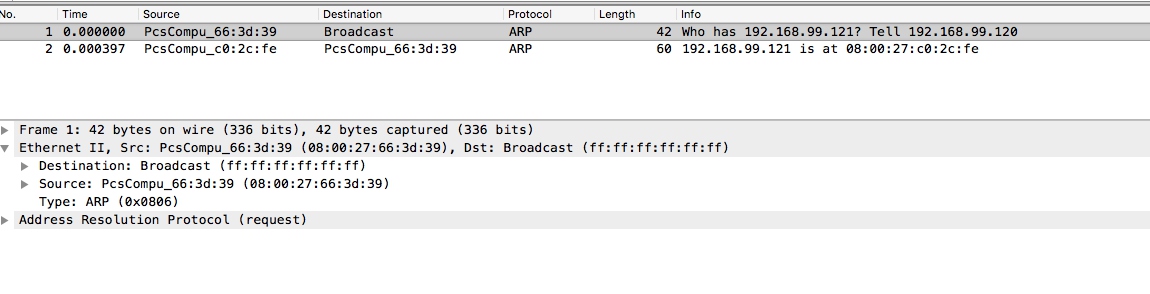 No. Time Source Destination Protocol Length Info
1 0.000000 PcsCompu_66:3d:39 Broadcast ARP 42 Who has 192.168.99.121? Tell 192.168.99.120
2 0.000397 PcsCompu_c0:2c:fe PcsCompu_66:3d:39 ARP 60 192.168.99.121 is at 08:00:27:c0:2c:fe
Frame 1: 42 bytes on wire (336 bits), 42 bytes captured (336 bits)
Ethernet II, Src: PcsCompu_66:3d:39 (08:00:27:66:3d:39), Dst: Broadcast (ff:ff:ff:ff:ff:ff)
Destination: Broadcast (ff:ff:ff:ff:ff:ff)
Source: PcsCompu_66:3d:39 (08:00:27:66:3d:39)
Type: ARP (0x0806)
Address Resolution Protocol (request)